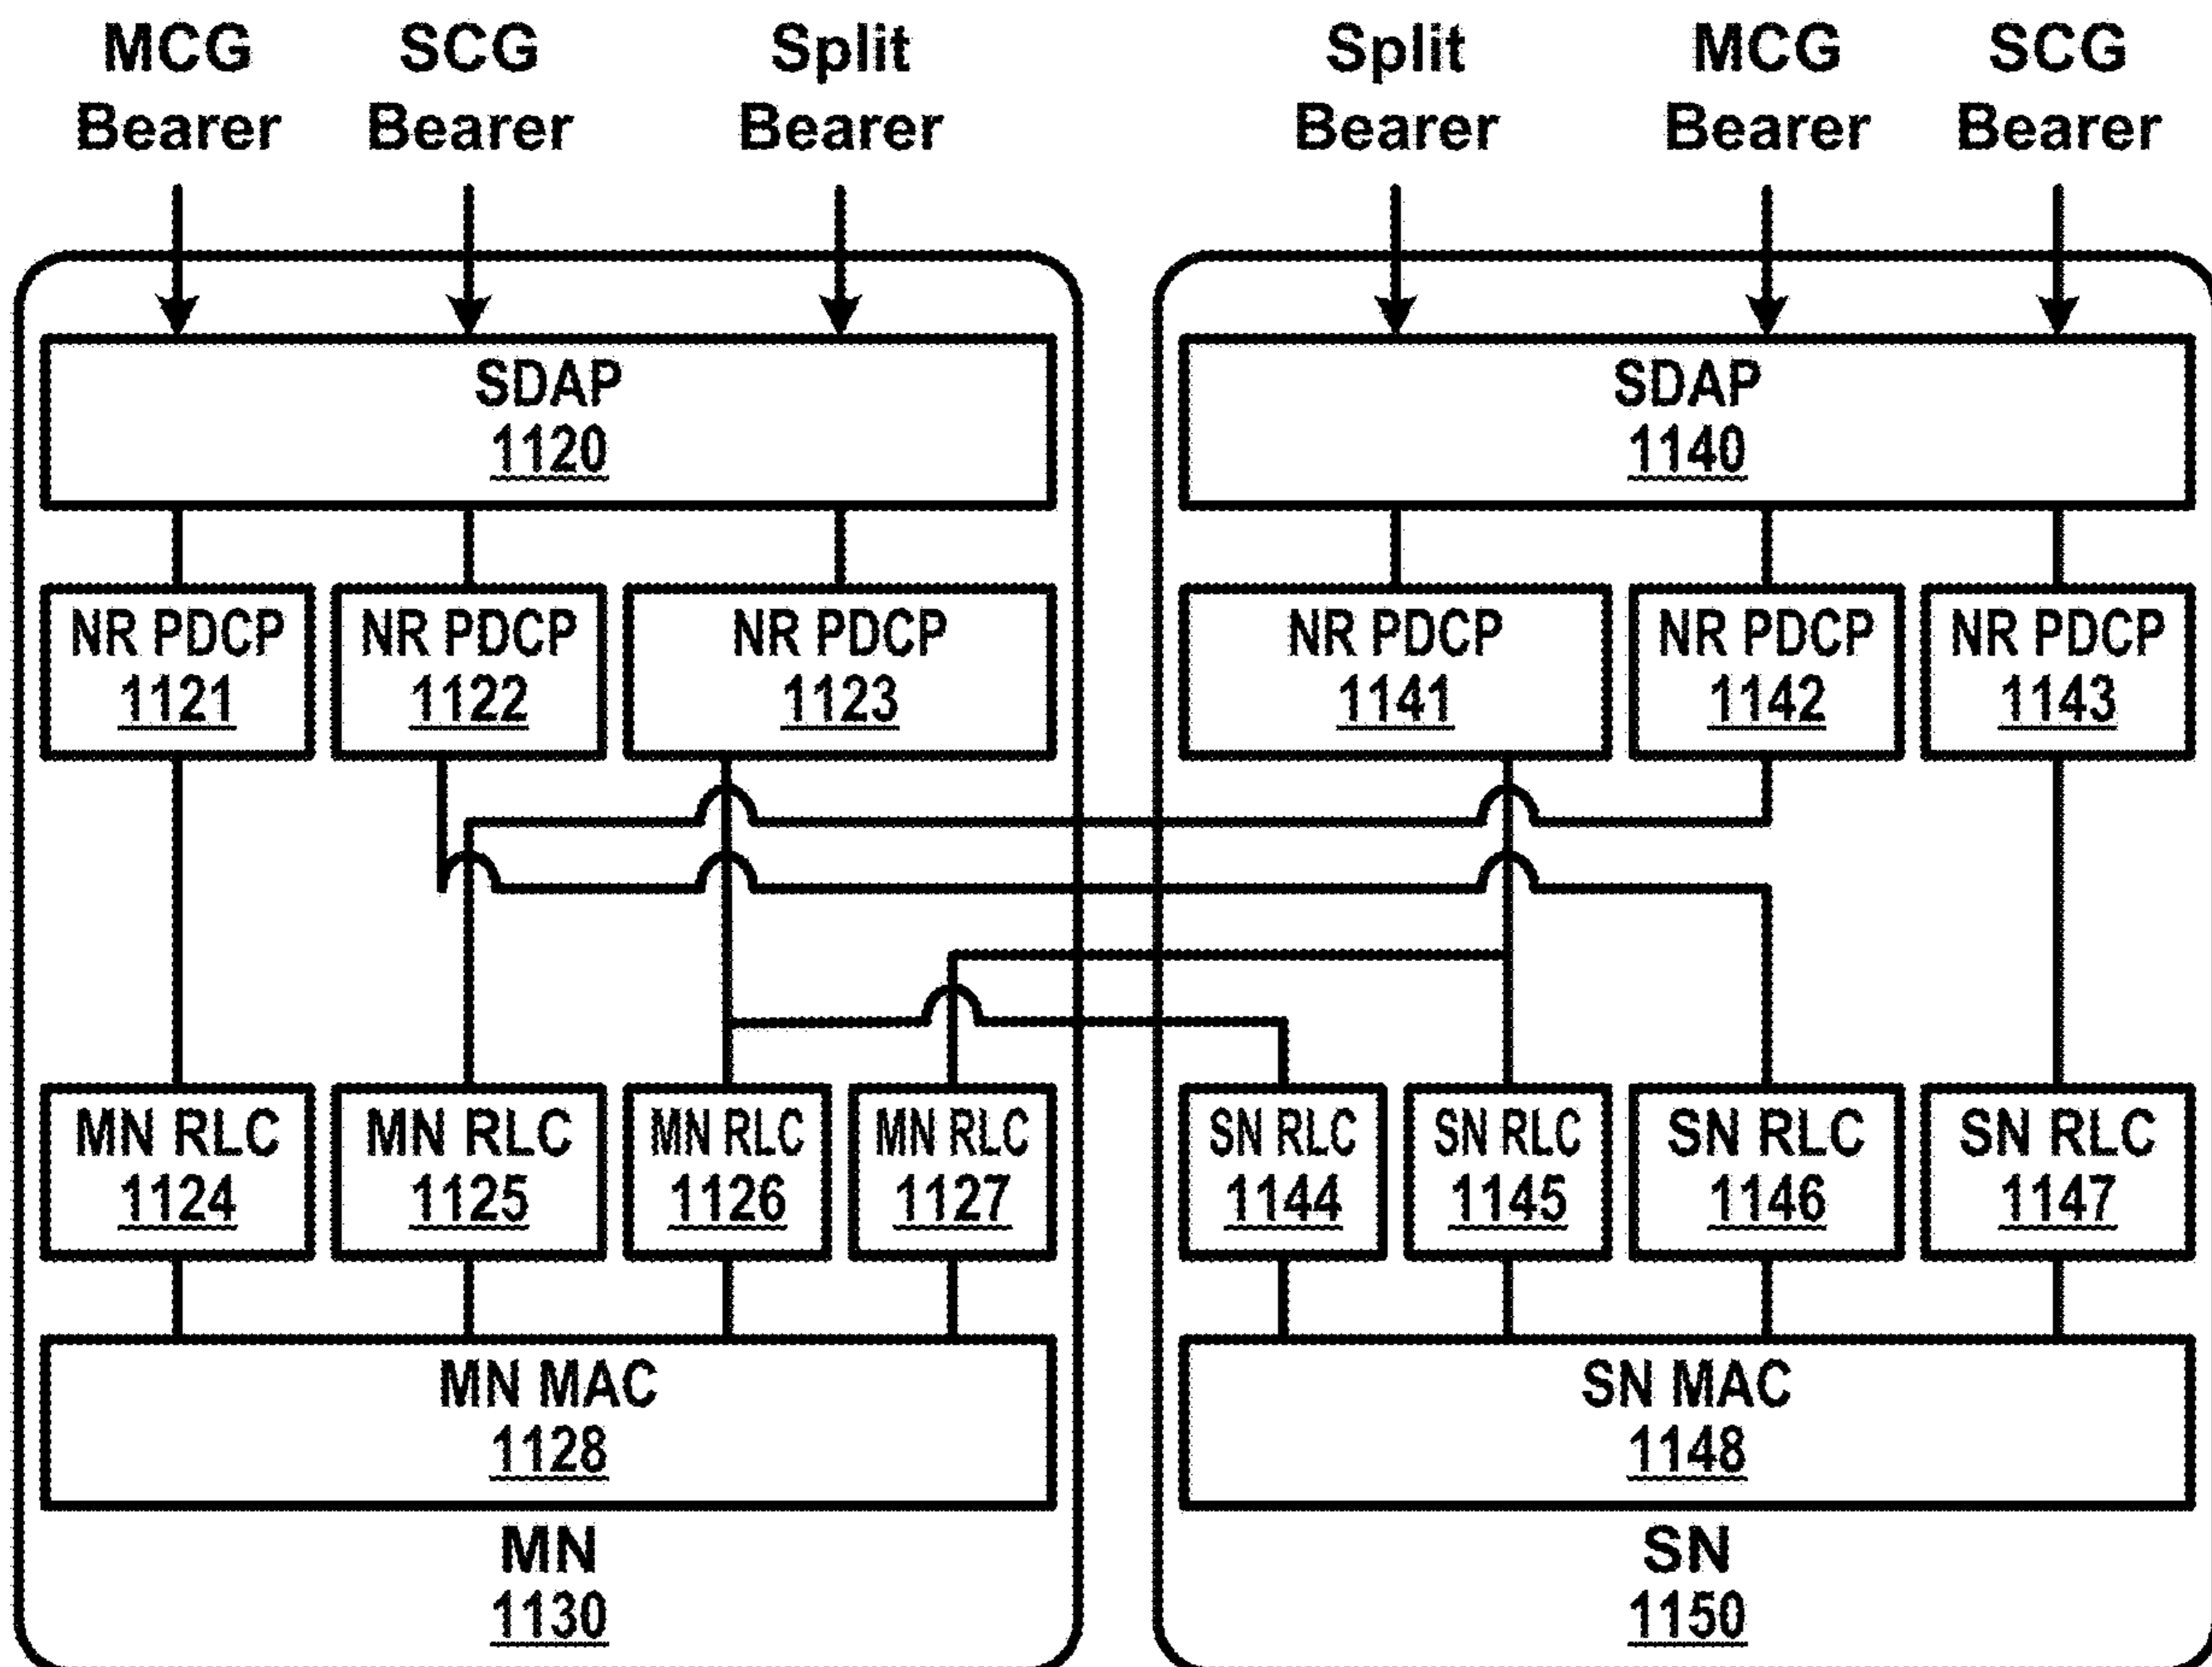 MCG
Bearer
SCG
Bearer
Split
Bearer
Split
Bearer
MCG
Bearer
SCG
Bearer
SDAP
1120
SDAP
1140
NR PDCP
1121
NR PDCP
1122
NR PDCP
1123
NR PDCP
1141
NR PDCP
1142
NR PDCP
1143
MN RLC
1124
MN RLC
1125
MN RLC
1126
MN RLC
1127
SN RLC
1144
SN RLC
1145
SN RLC
1146
SN RLC
1147
MN MAC
1128
SN MAC
1148
MN
1130
SN
1150